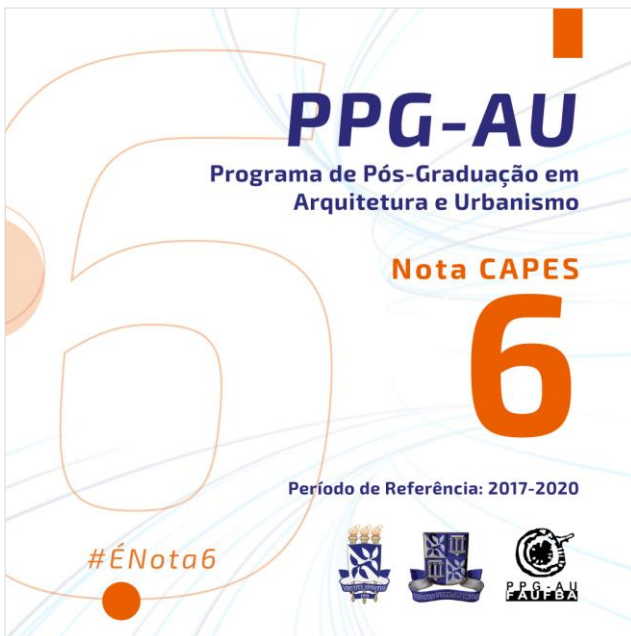 PPG-AU
Programa de Pós-Graduação em
Arquitetura e Urbanismo
Nota CAPES
6
Período de Referência: 2017-2020
#ÉNota6
PPG-AU
FAUFBA